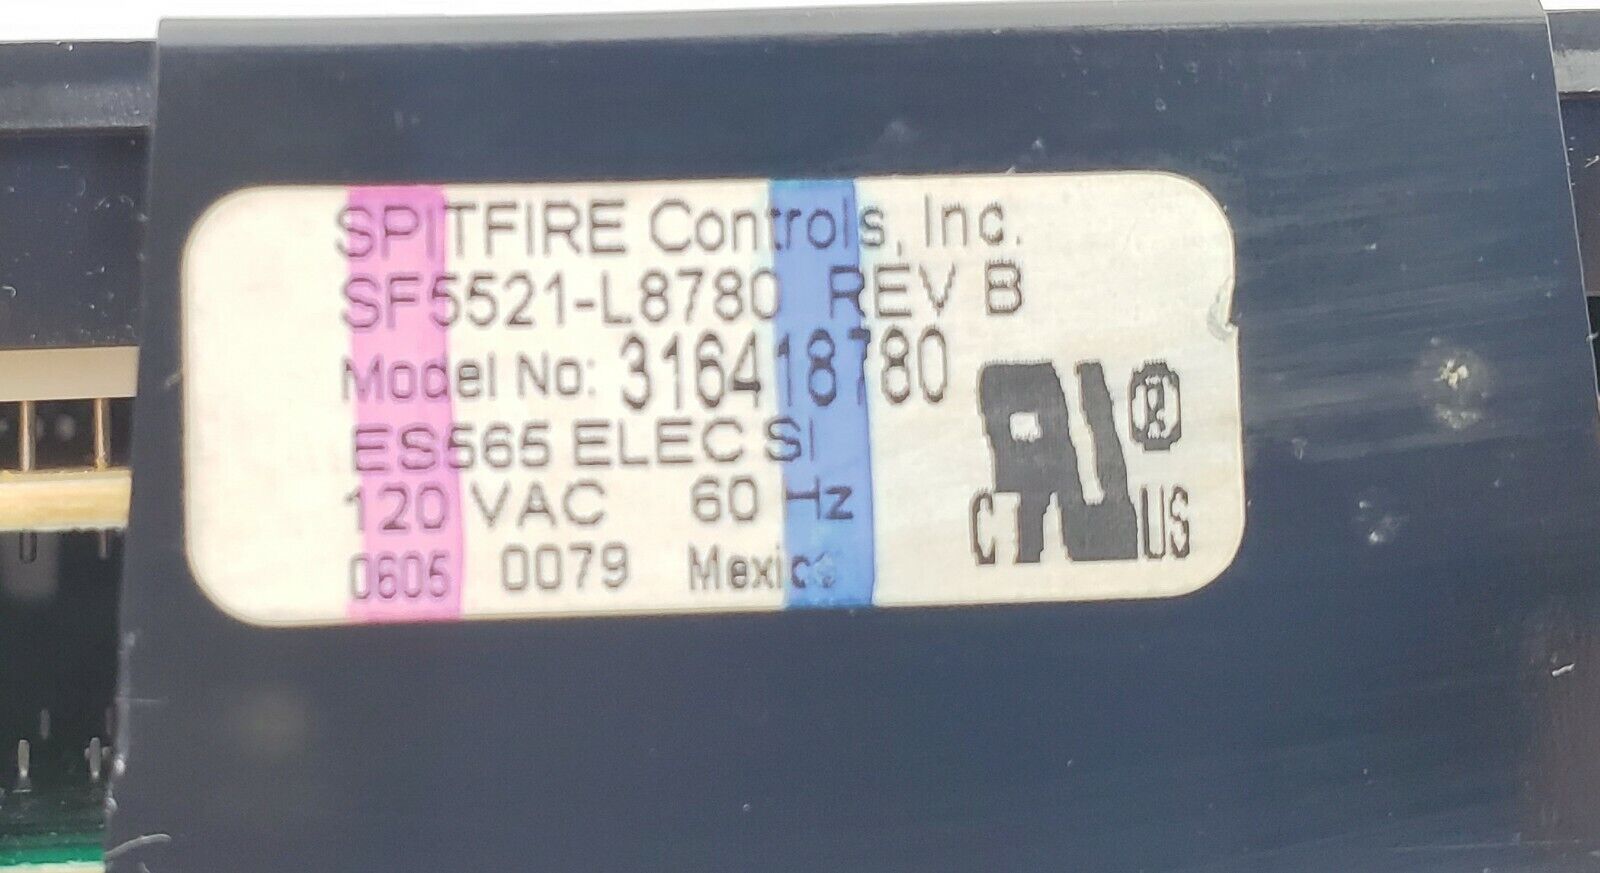 SPITFIRE Controls, Inc.
SF5521-L8780 REV B
Model No: 316418780
ES565 ELEC SI
120 VAC 60 Hz
0605 0079 Mexico
C RU ® US